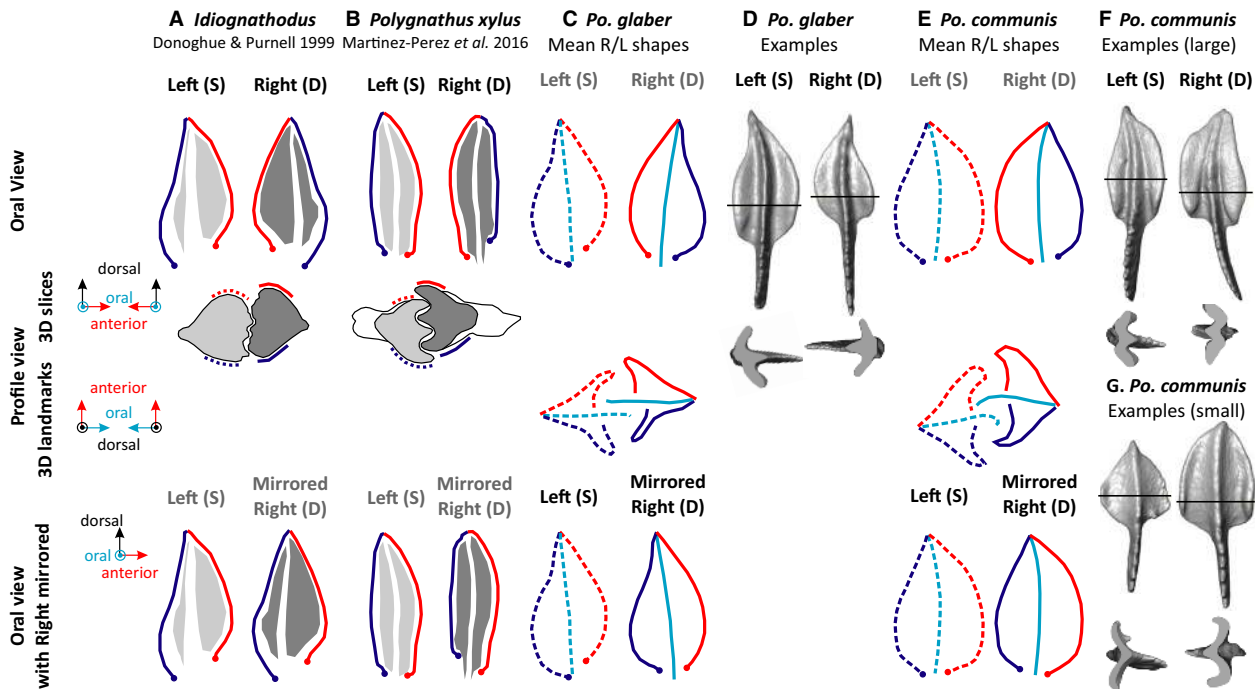 A Idiognathodus
Donoghue & Purnell 1999
B Polygnathus xylus
Martinez-Perez et al. 2016
C Po. glaber
Mean R/L shapes
D Po. glaber
Examples
E Po. communis
Mean R/L shapes
F Po. communis
Examples (large)
Left (S) Right (D)
Left (S) Right (D)
Left (S) Right (D)
Left (S) Right (D)
Left (S) Right (D)
Left (S) Right (D)
Oral View
Profile view
3D slices
dorsal
oral
anterior
3D landmarks
anterior
oral
dorsal
G. Po. communis
Examples (small)
Oral view
with Right mirrored
dorsal
oral
anterior
Left (S) Mirrored
Right (D)
Left (S) Mirrored
Right (D)
Left (S) Mirrored
Right (D)
Left (S) Mirrored
Right (D)